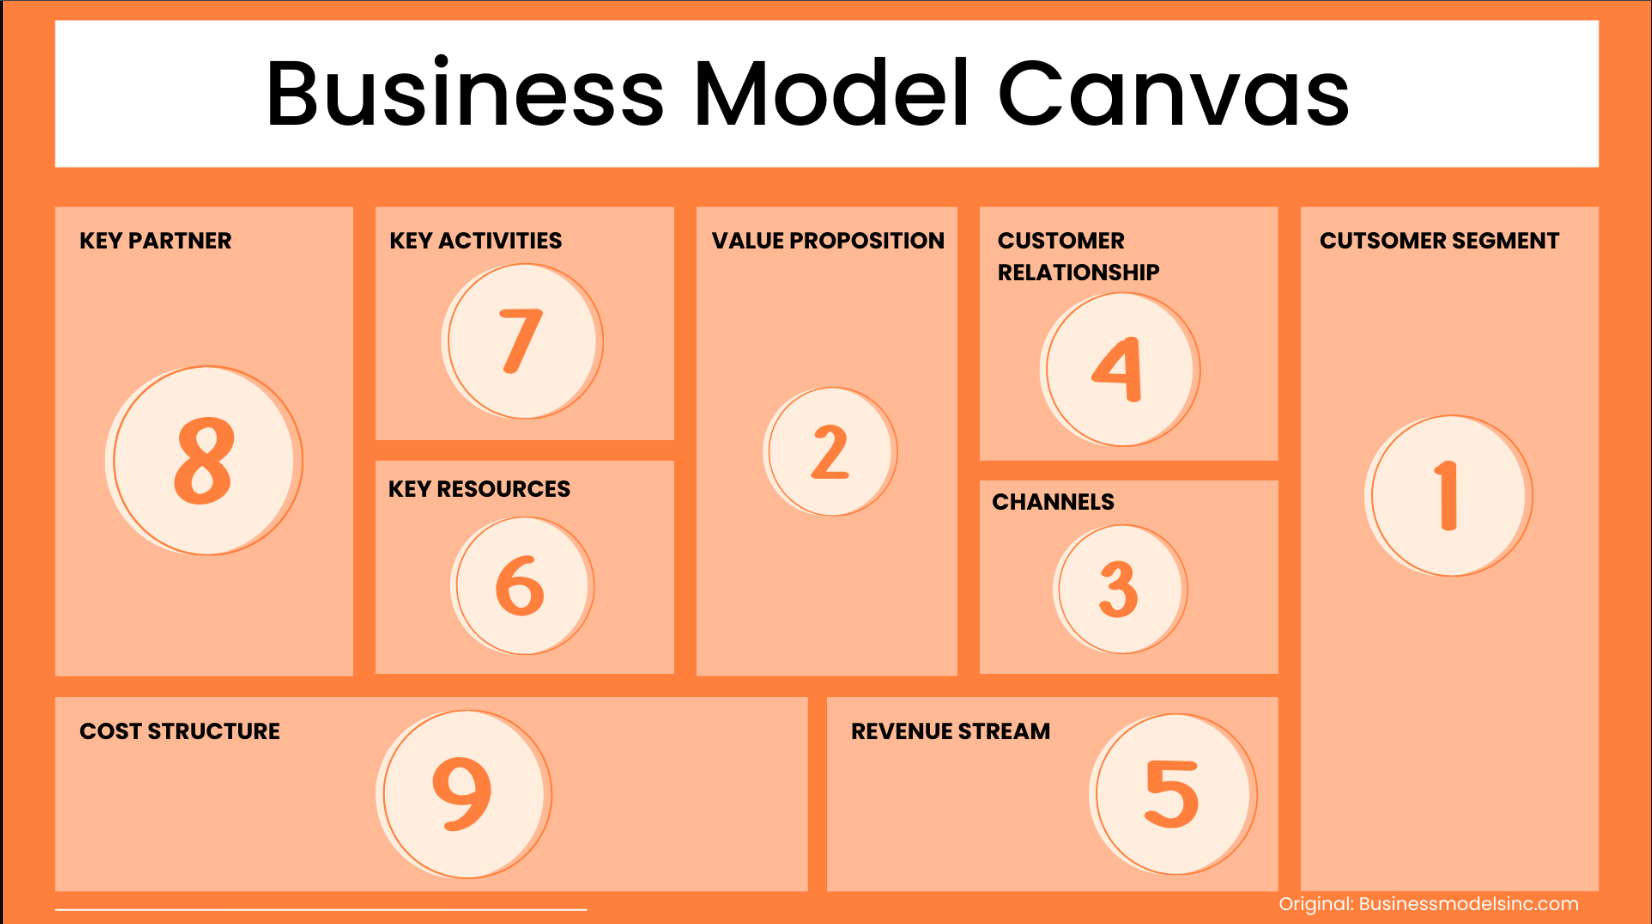 Business Model Canvas
KEY PARTNER
8
KEY ACTIVITIES
7
KEY RESOURCES
6
VALUE PROPOSITION
2
CUSTOMER
RELATIONSHIP
4
CHANNELS
3
CUTSOMER SEGMENT
1
COST STRUCTURE
9
REVENUE STREAM
5
Original: Businessmodelsinc.com